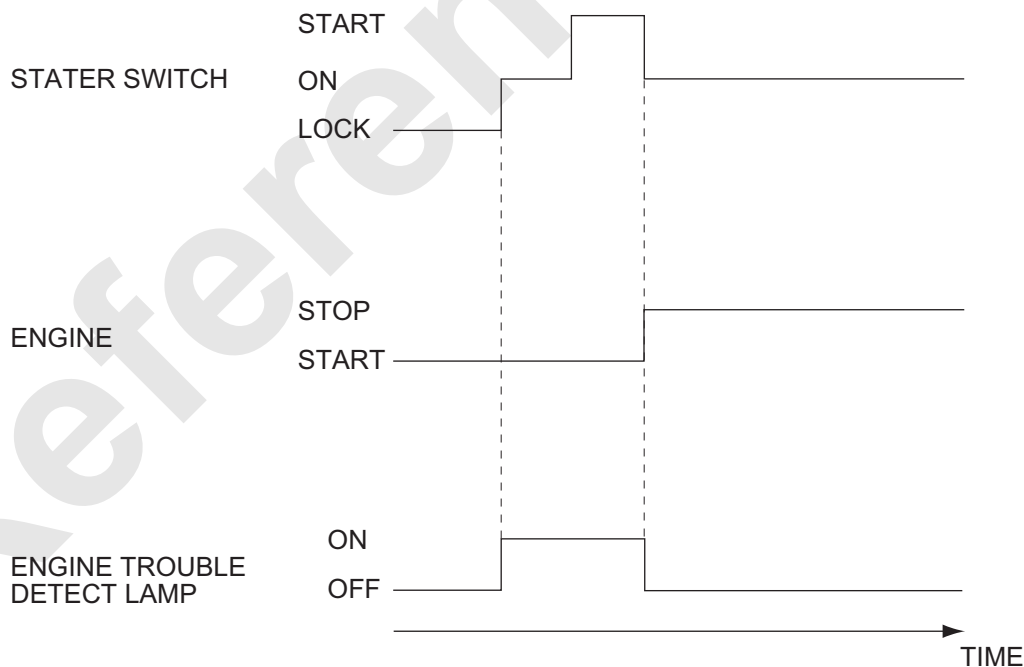 START
STATER SWITCH
ON
LOCK
STOP
ENGINE
START
ON
ENGINE TROUBLE
DETECT LAMP
OFF
TIME